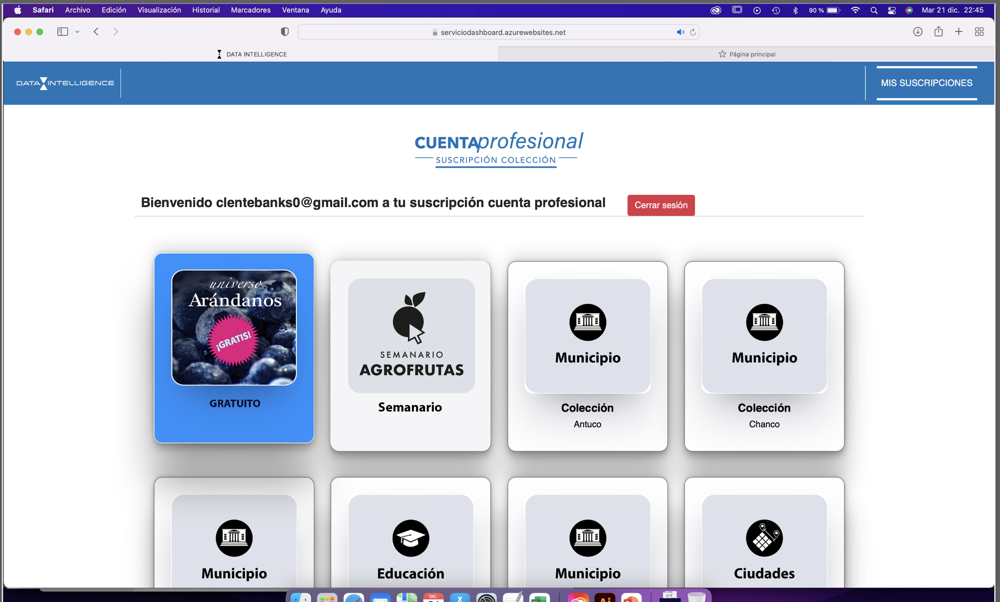 Safari Archivo Edición Visualización Historial Marcadores Ventana Ayuda 90 % Mar 21 dic. 22:45
serviciodashboard.azurewebsites.net
DATA INTELLIGENCE Página principal
DATA INTELLIGENCE
MIS SUSCRIPCIONES
CUENTAprofesional
SUSCRIPCIÓN COLECCIÓN
Bienvenido clentebanks0@gmail.com a tu suscripción cuenta profesional
Cerrar sesión
universo
Arándanos
¡GRATIS!
GRATUITO
SEMANARIO
AGROFRUTAS
Semanario
Municipio
Colección
Antuco
Municipio
Colección
Chanco
Municipio
Educación
Municipio
Ciudades
DIC.
Ai